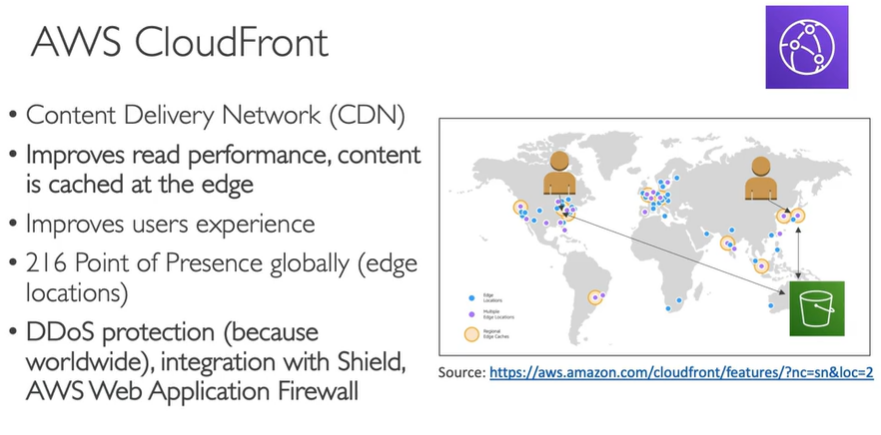 AWS CloudFront
• Content Delivery Network (CDN)
• Improves read performance, content
is cached at the edge
• Improves users experience
• 216 Point of Presence globally (edge
locations)
• DDoS protection (because
worldwide), integration with Shield,
AWS Web Application Firewall
Edge
Locations
Multiple
Edge Locations
Regional
Edge Caches
Source: https://aws.amazon.com/cloudfront/features/?nc=sn&loc=2